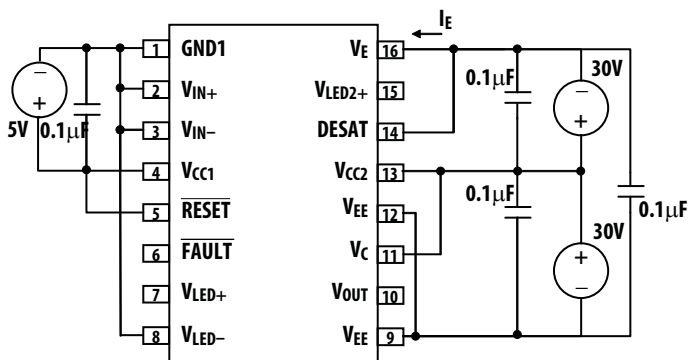 I_E
1 GND1 V_E 16
2 V_IN+ V_LED2+ 15
3 V_IN– DESAT 14
4 V_CC1 V_CC2 13
5 RESET V_EE 12
6 FAULT V_C 11
7 V_LED+ V_OUT 10
8 V_LED- V_EE 9
– + 5V 0.1µF
0.1µF
– + 30V
0.1µF
+ – 30V
0.1µF